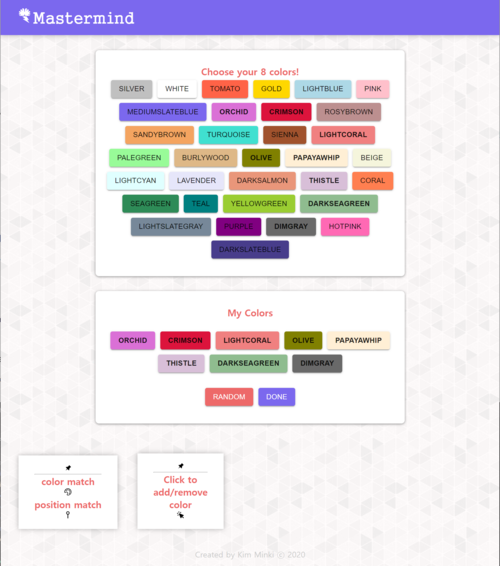 Mastermind
Choose your 8 colors!
SILVER WHITE TOMATO GOLD LIGHTBLUE PINK
MEDIUMSLATEBLUE ORCHID CRIMSON ROSYBROWN
SANDYBROWN TURQUOISE SIENNA LIGHTCORAL
PALEGREEN BURLYWOOD OLIVE PAPAYAWHIP BEIGE
LIGHTCYAN LAVENDER DARKSALMON THISTLE CORAL
SEAGREEN TEAL YELLOWGREEN DARKSEAGREEN
LIGHTSLATEGRAY PURPLE DIMGRAY HOTPINK
DARKSLATEBLUE
My Colors
ORCHID CRIMSON LIGHTCORAL OLIVE PAPAYAWHIP
THISTLE DARKSEAGREEN DIMGRAY
RANDOM DONE
color match
position match
Click to
add/remove
color
Created by Kim Minki © 2020